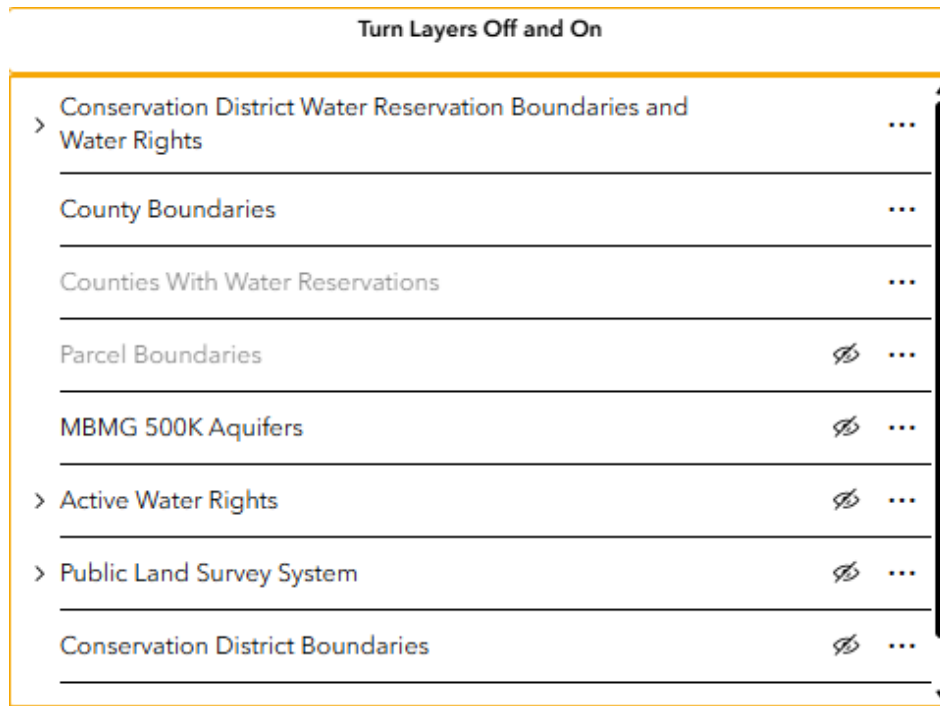 Turn Layers Off and On
Conservation District Water Reservation Boundaries and
Water Rights
County Boundaries
Counties With Water Reservations
Parcel Boundaries
MBMG 500K Aquifers
Active Water Rights
Public Land Survey System
Conservation District Boundaries